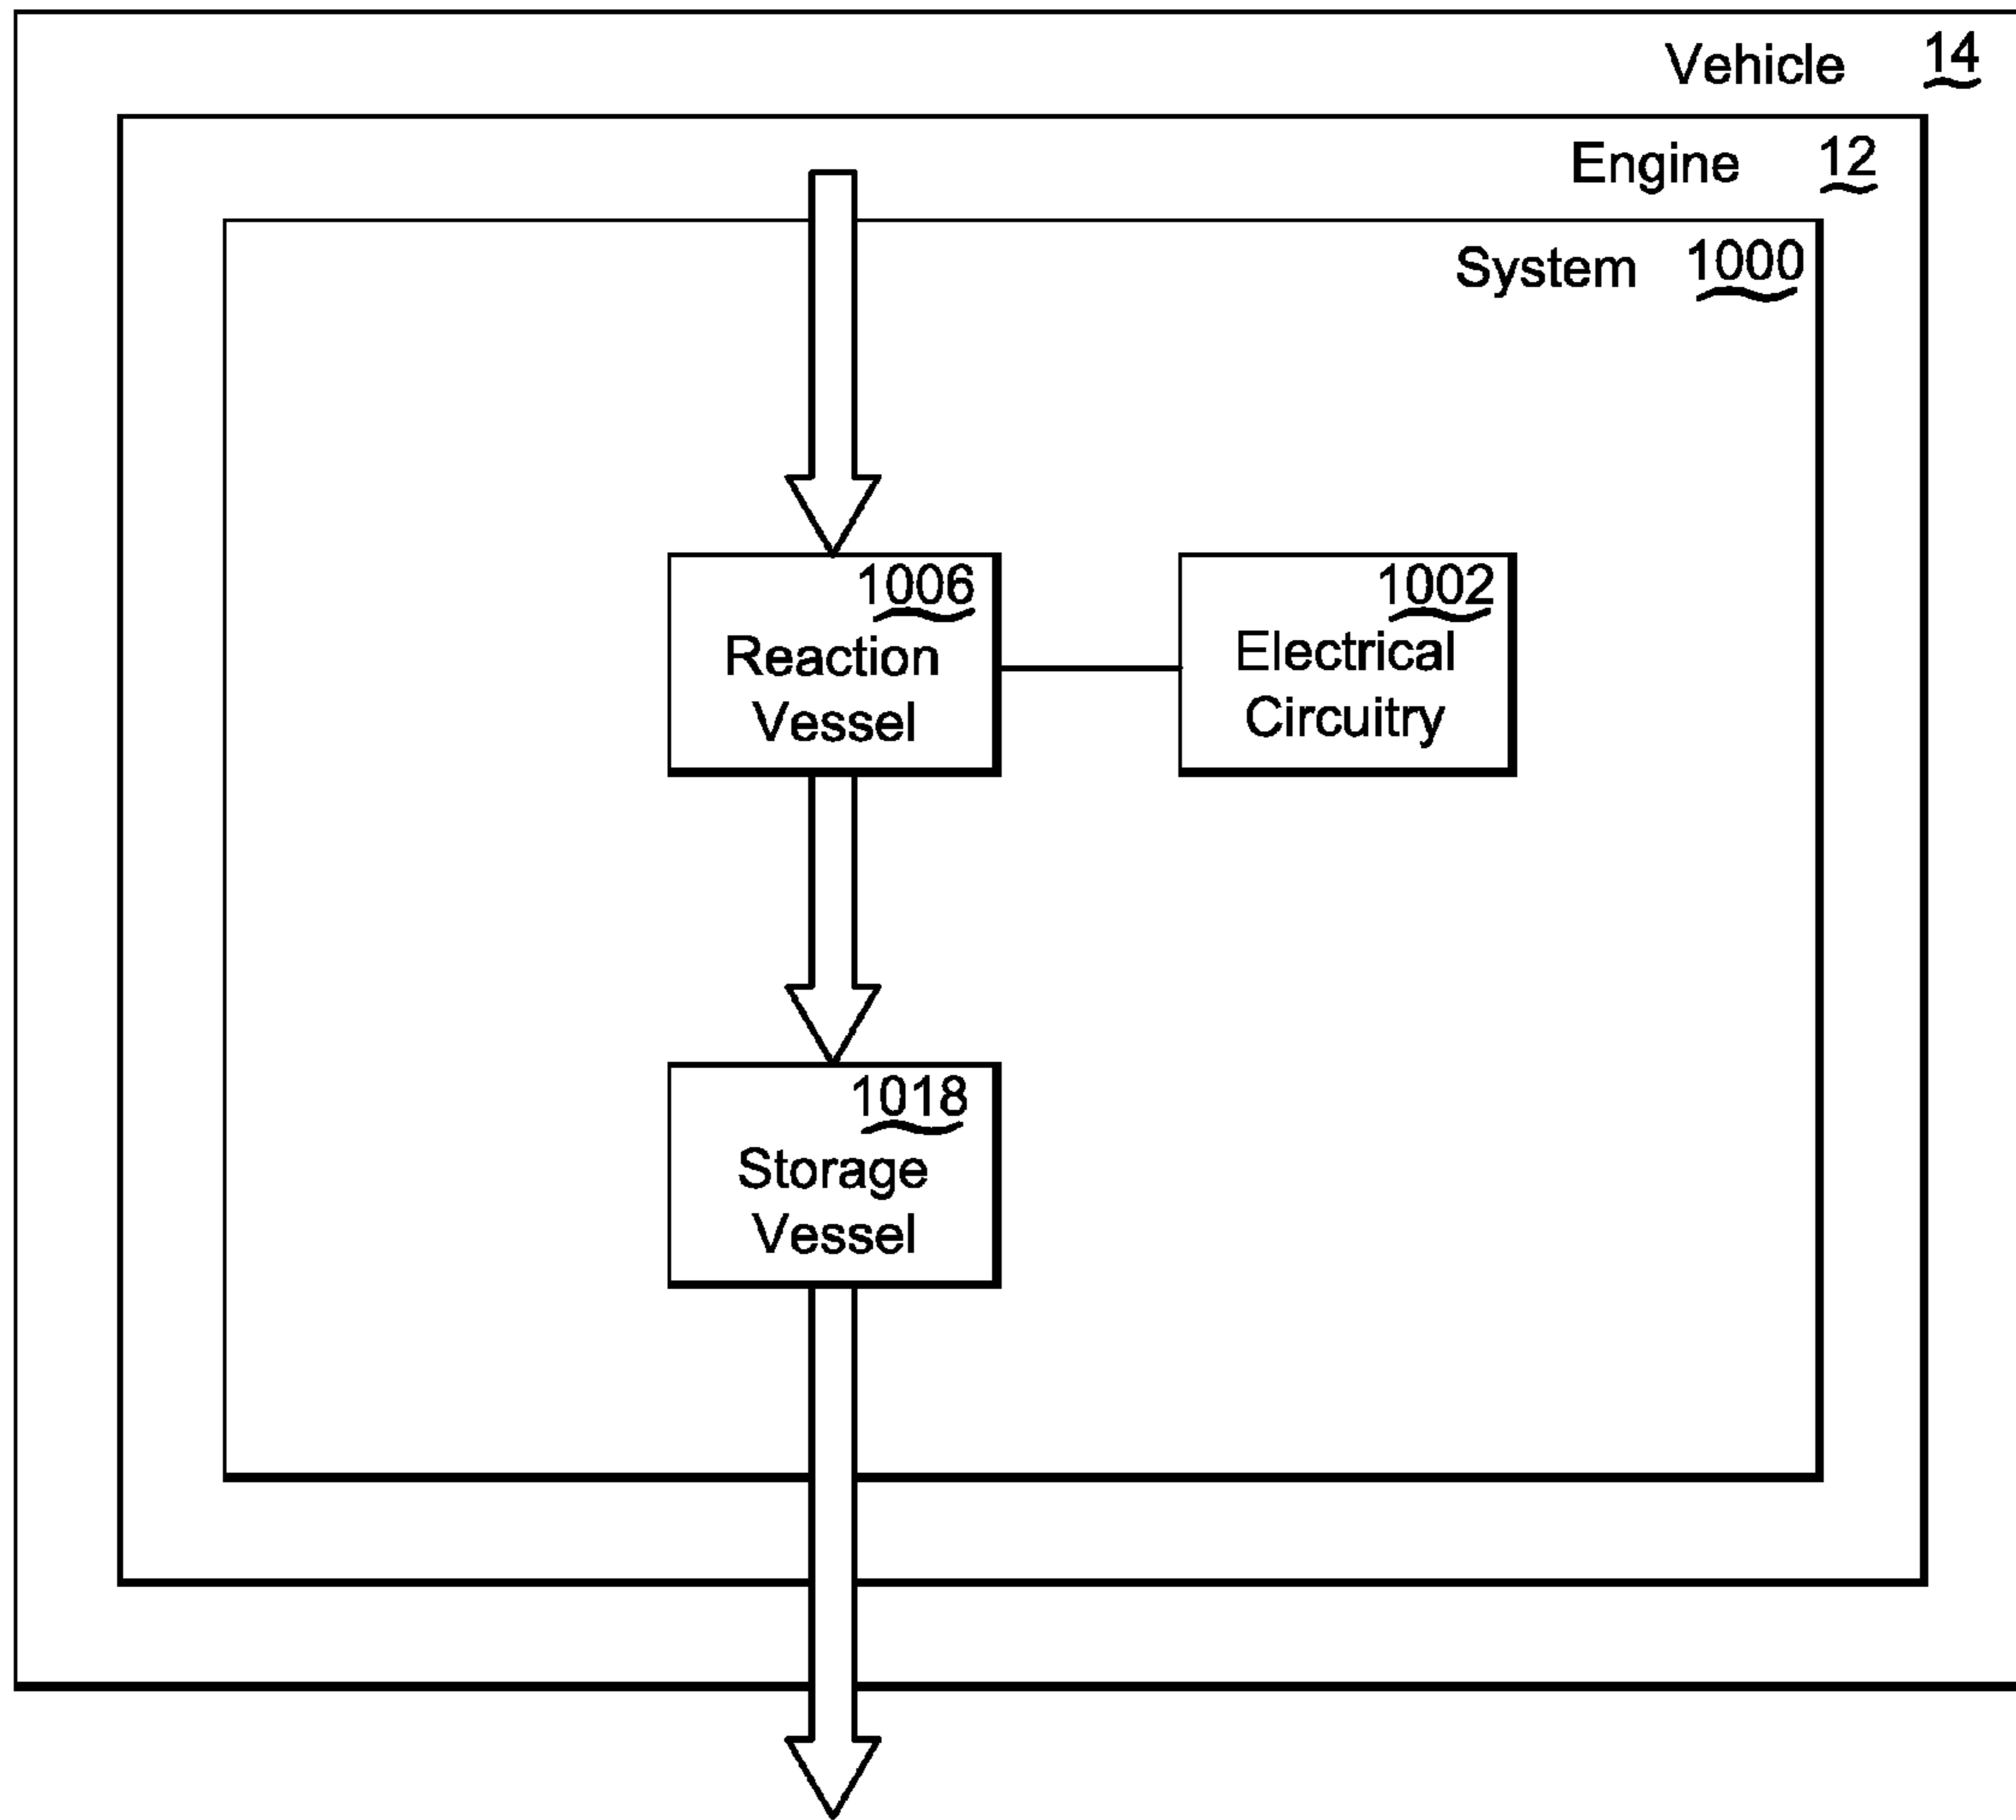 Vehicle 14
Engine 12
System 1000
1006
Reaction
Vessel
1002
Electrical
Circuitry
1018
Storage
Vessel